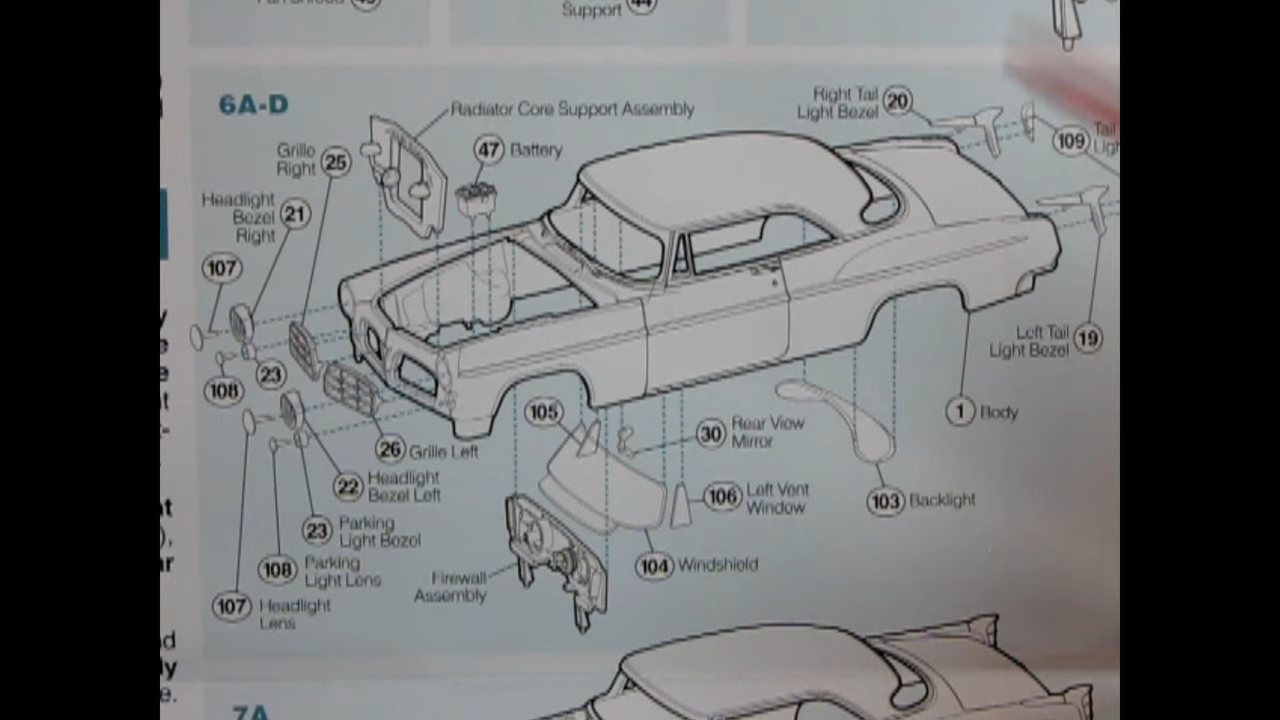 Support 44
6A-D
Radiator Core Support Assembly
Right Tail
Light Bezel
20
47 Battery
Grille
Right
25
109
Tail
Headlight
Bezel
Right
21
107
Left Tail
Light Bezel
19
23
108
105
1 Body
30
Rear View
Mirror
26 Grille Left
22
Headlight
Bezel Left
106
Left Vent
Window
103 Backlight
23
Parking
Light Bezel
108
Parking
Light Lens
104 Windshield
Firewall
Assembly
107
Headlight
Lens
7A